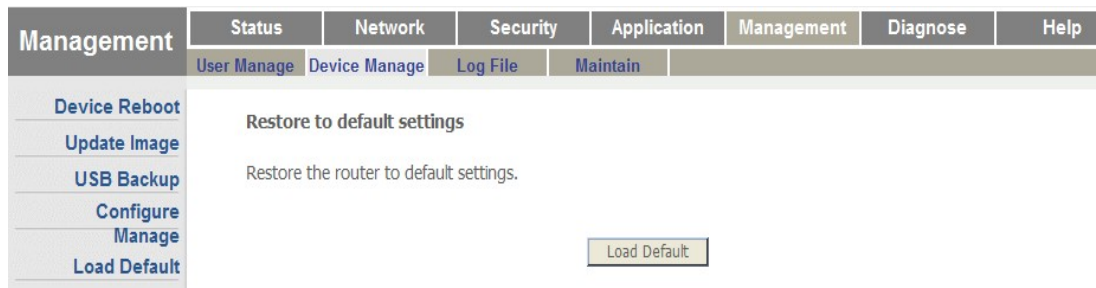 Management
Status Network Security Application Management Diagnose Help
User Manage Device Manage Log File Maintain
Device Reboot
Update Image
USB Backup
Configure
Manage
Load Default
Restore to default settings
Restore the router to default settings.
Load Default